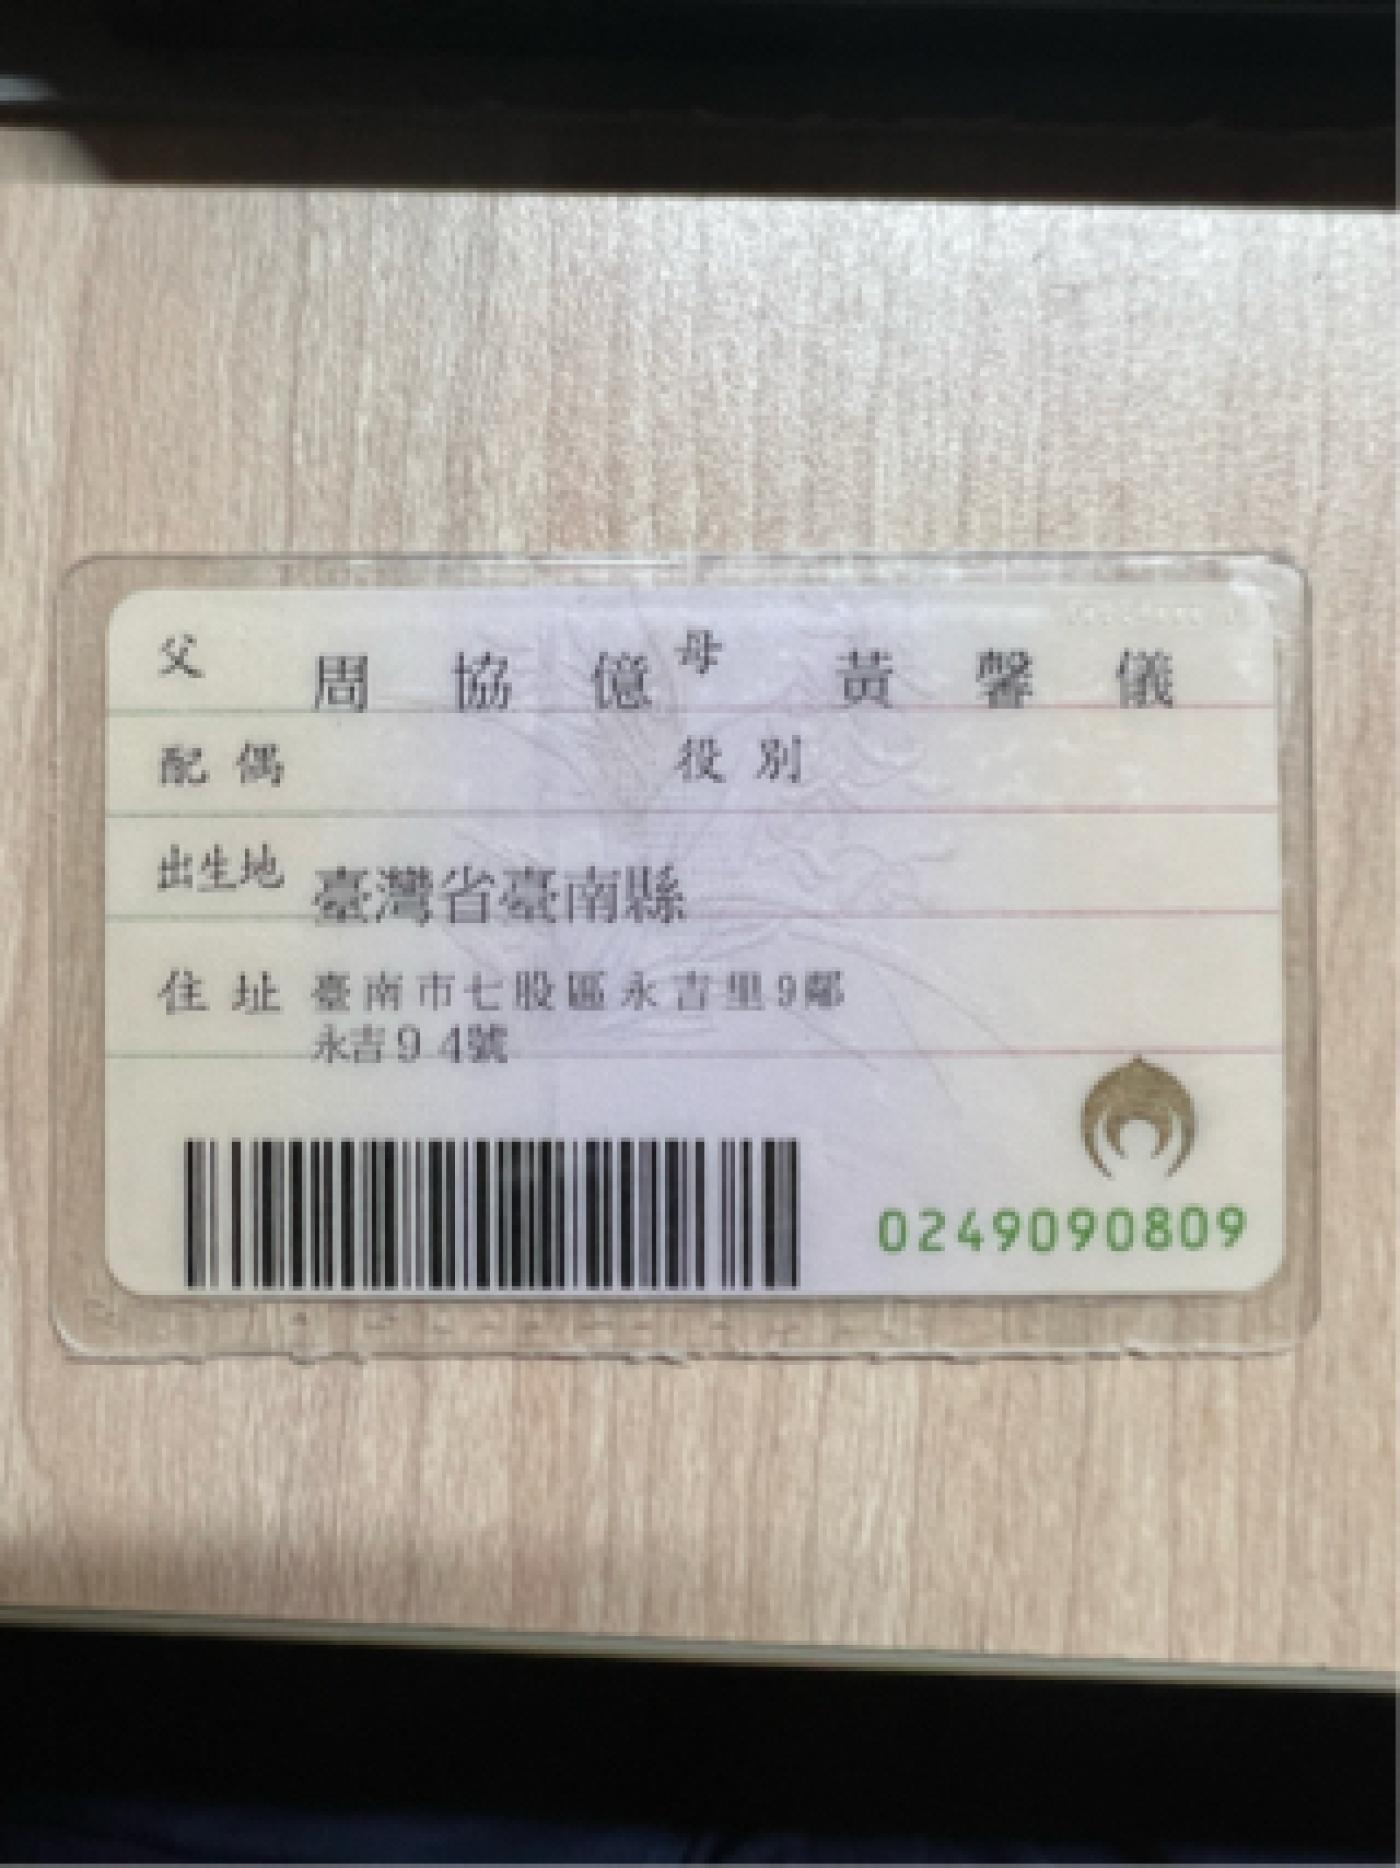 父 周協億 母 黃馨儀
配偶 役別
出生地 臺灣省臺南縣
住址 臺南市七股區永吉里9鄰
永吉94號
0249090809